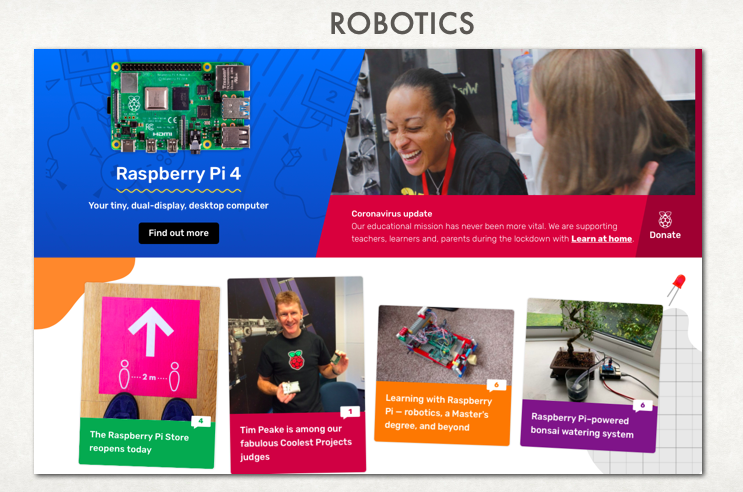 ROBOTICS
Raspberry Pi 4
Your tiny, dual-display, desktop computer
Find out more
Coronavirus update
Our educational mission has never been more vital. We are supporting
teachers, learners and, parents during the lockdown with Learn at home.
Donate
2 m
4
The Raspberry Pi Store
reopens today
1
Tim Peake is among our
fabulous Coolest Projects
judges
6
Learning with Raspberry
Pi – robotics, a Master's
degree, and beyond
6
Raspberry Pi-powered
bonsai watering system